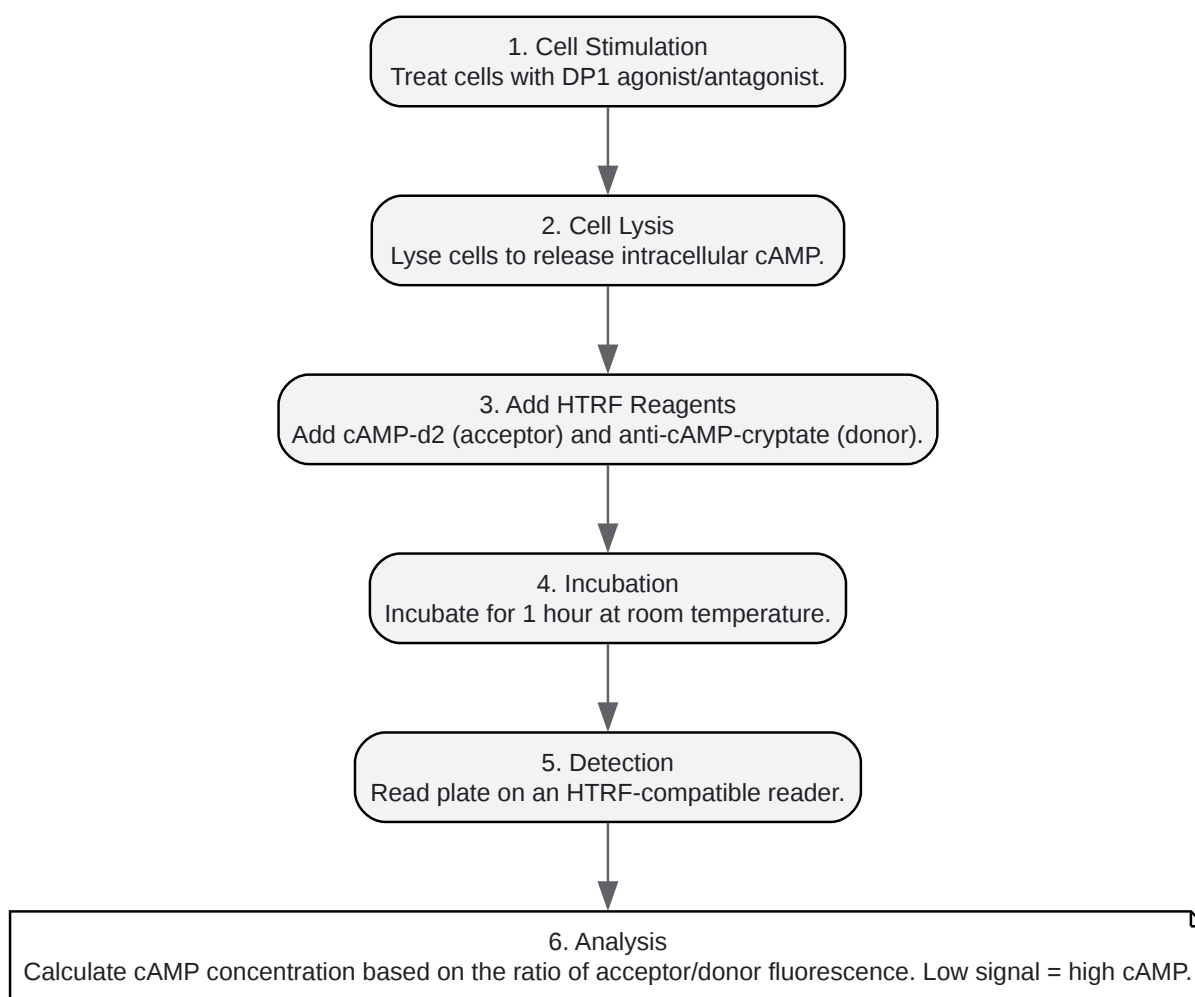 1. Cell Stimulation
Treat cells with DP1 agonist/antagonist.
2. Cell Lysis
Lyse cells to release intracellular cAMP.
3. Add HTRF Reagents
Add cAMP-d2 (acceptor) and anti-cAMP-cryptate (donor).
4. Incubation
Incubate for 1 hour at room temperature.
5. Detection
Read plate on an HTRF-compatible reader.
6. Analysis
Calculate cAMP concentration based on the ratio of acceptor/donor fluorescence. Low signal = high cAMP.